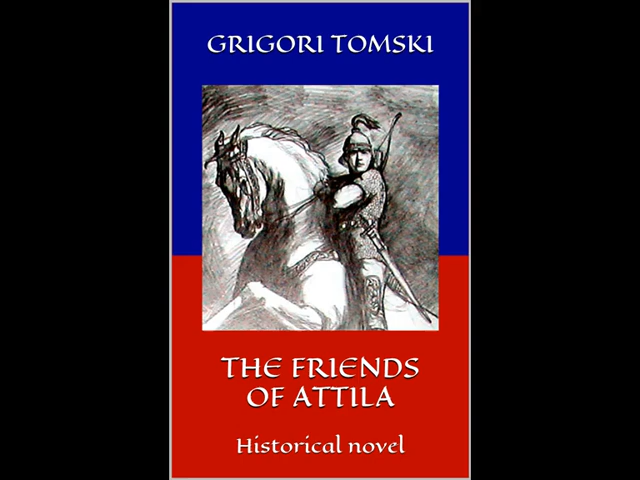 GRIGORI TOMSKI
THE FRIENDS
OF ATTILA
Historical novel